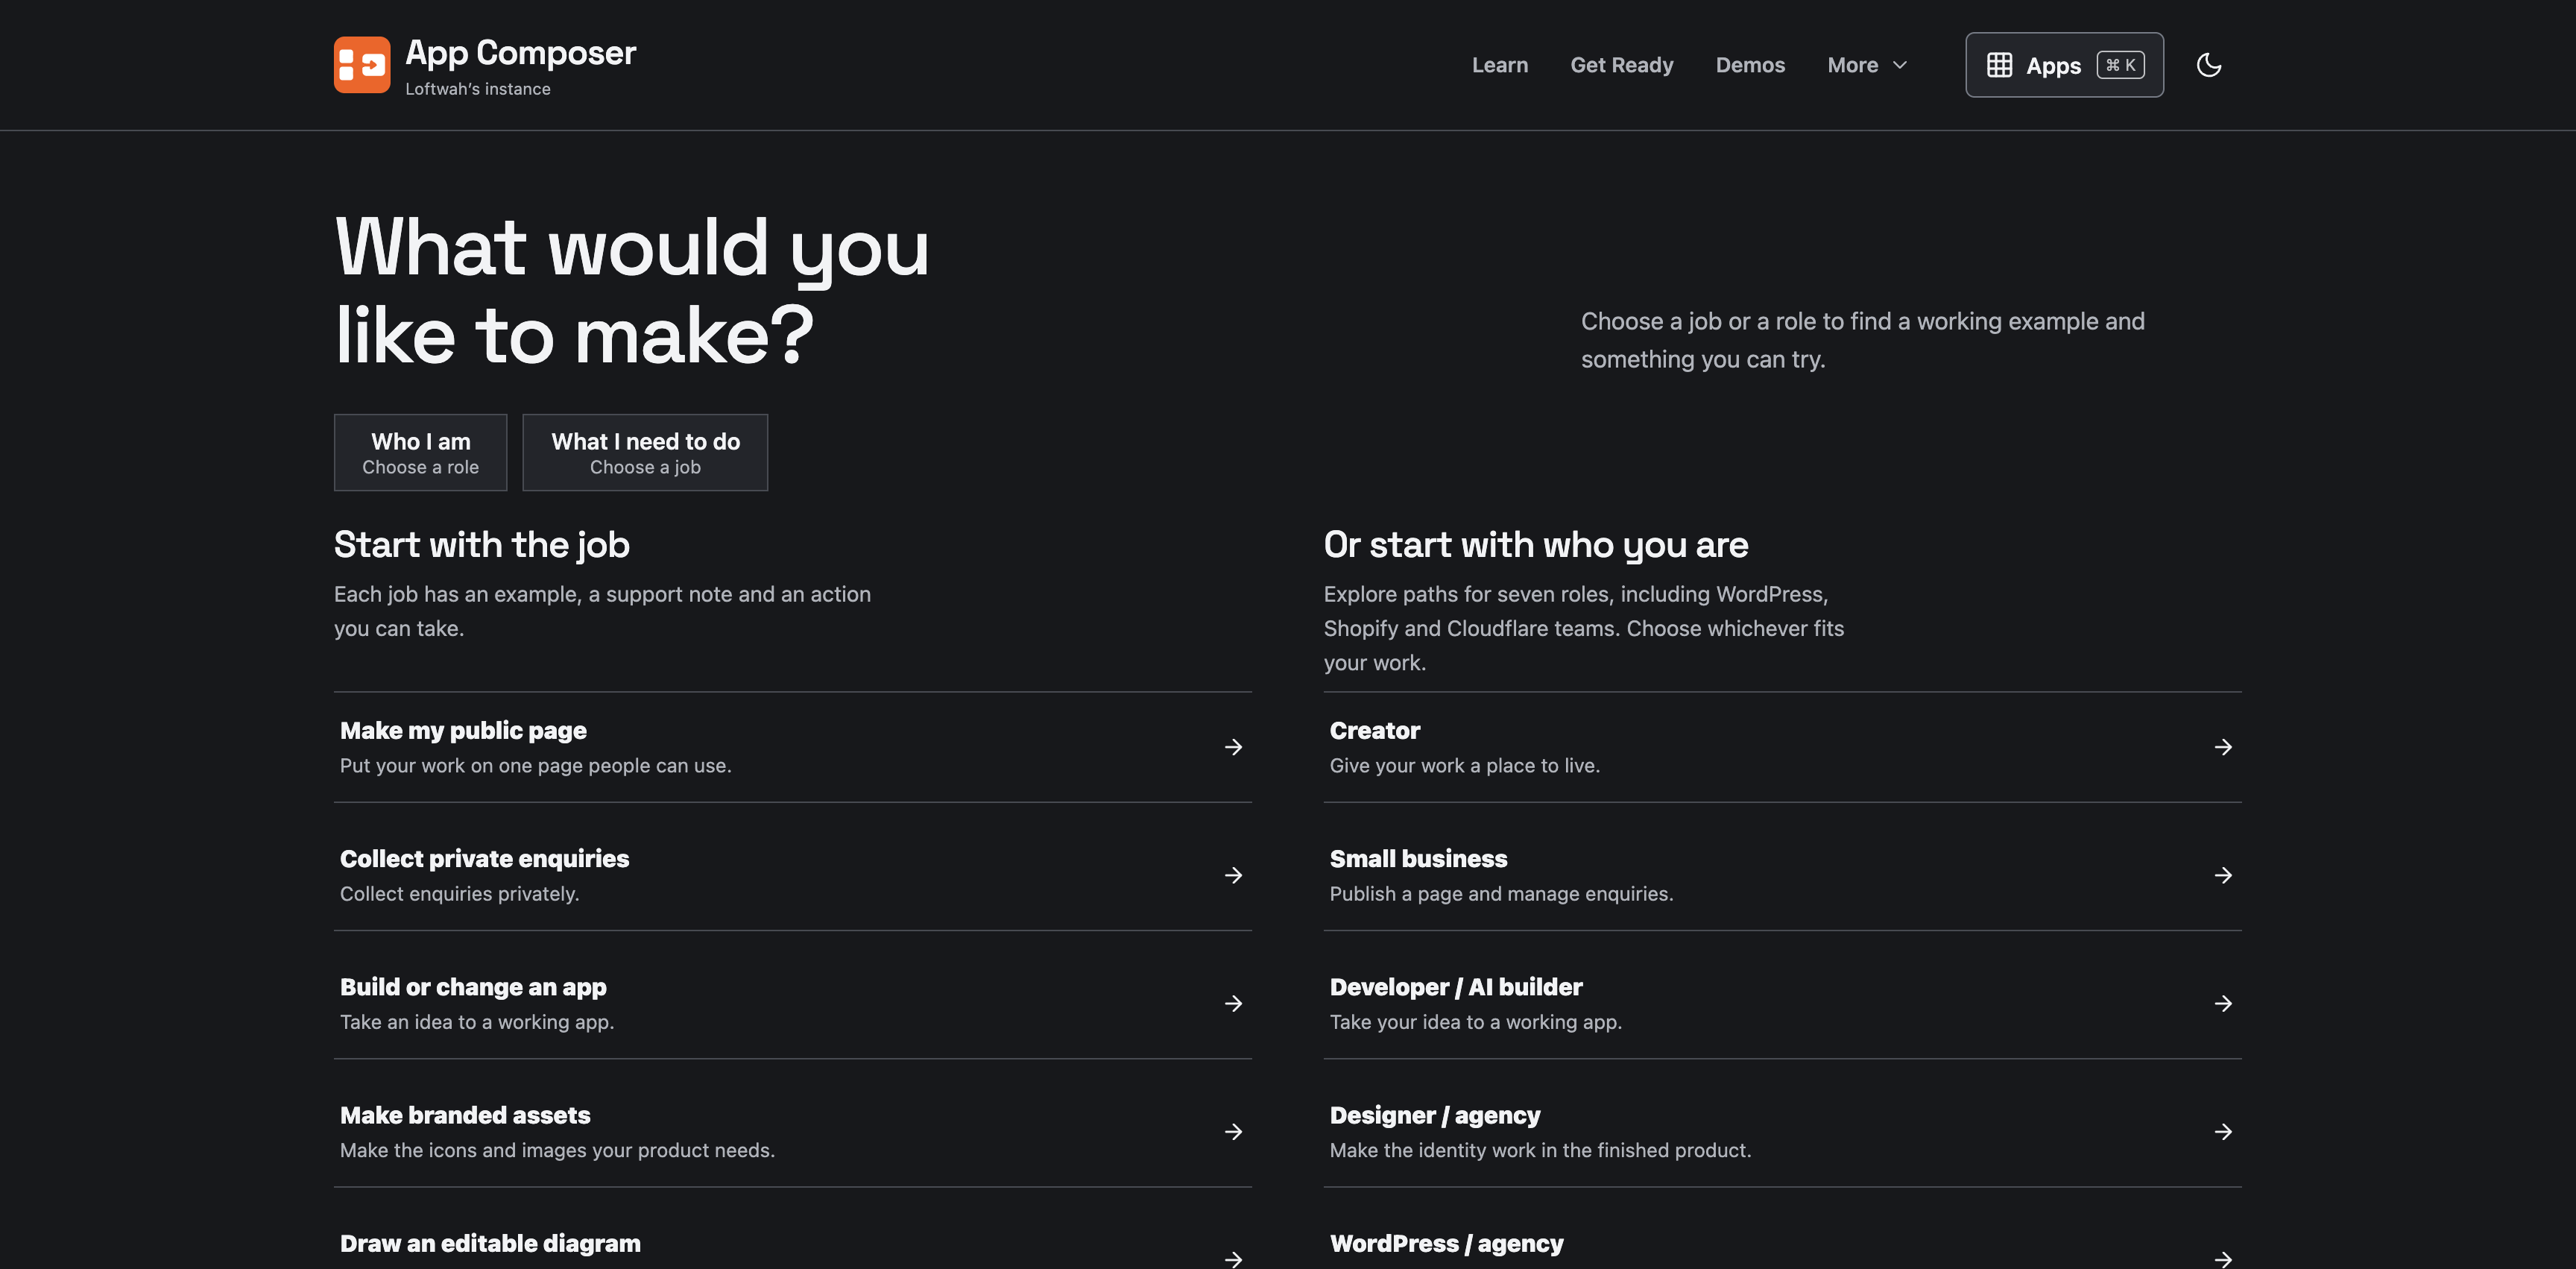 App Composer
Loftwah's instance
Learn
Get Ready
Demos
More
Apps
⌘ K
What would you
like to make?
Choose a job or a role to find a working example and
something you can try.
Who I am
Choose a role
What I need to do
Choose a job
Start with the job
Each job has an example, a support note and an action
you can take.
Make my public page
Put your work on one page people can use.
Collect private enquiries
Collect enquiries privately.
Build or change an app
Take an idea to a working app.
Make branded assets
Make the icons and images your product needs.
Draw an editable diagram
Or start with who you are
Explore paths for seven roles, including WordPress,
Shopify and Cloudflare teams. Choose whichever fits
your work.
Creator
Give your work a place to live.
Small business
Publish a page and manage enquiries.
Developer / AI builder
Take your idea to a working app.
Designer / agency
Make the identity work in the finished product.
WordPress / agency